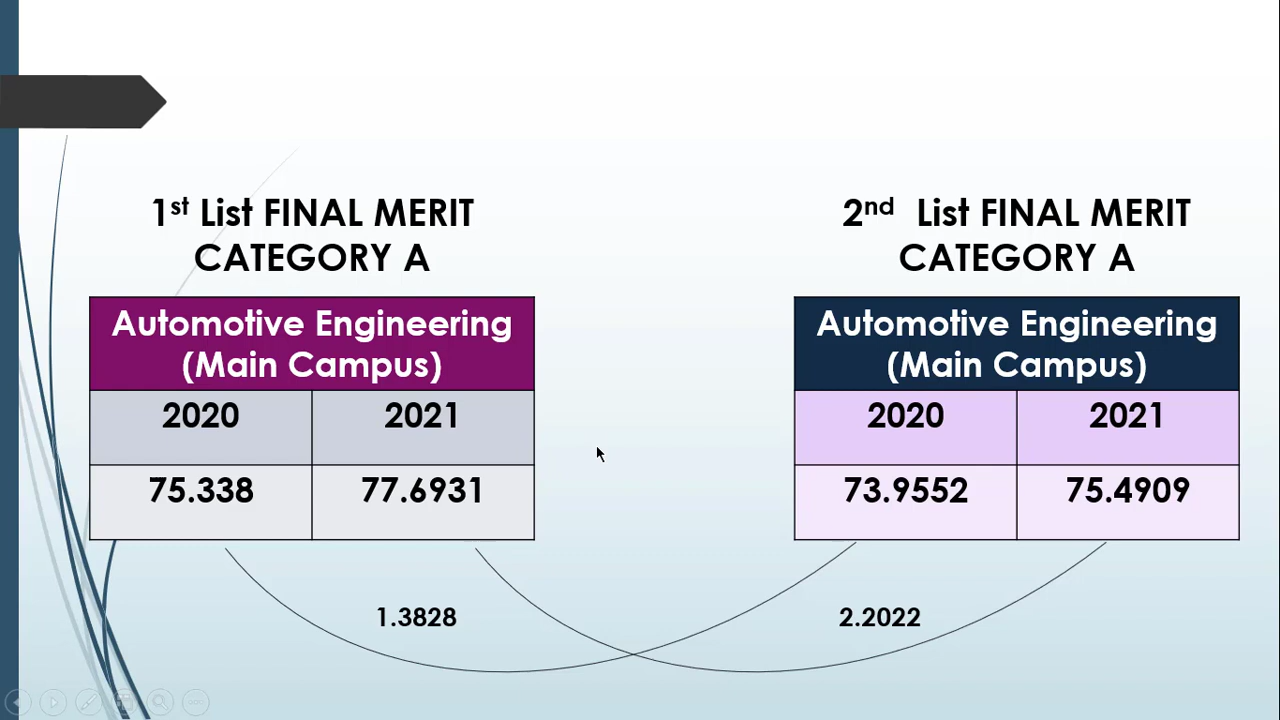 1st List FINAL MERIT
CATEGORY A
Automotive Engineering
(Main Campus)
2020 2021
75.338 77.6931
2nd List FINAL MERIT
CATEGORY A
Automotive Engineering
(Main Campus)
2020 2021
73.9552 75.4909
1.3828
2.2022